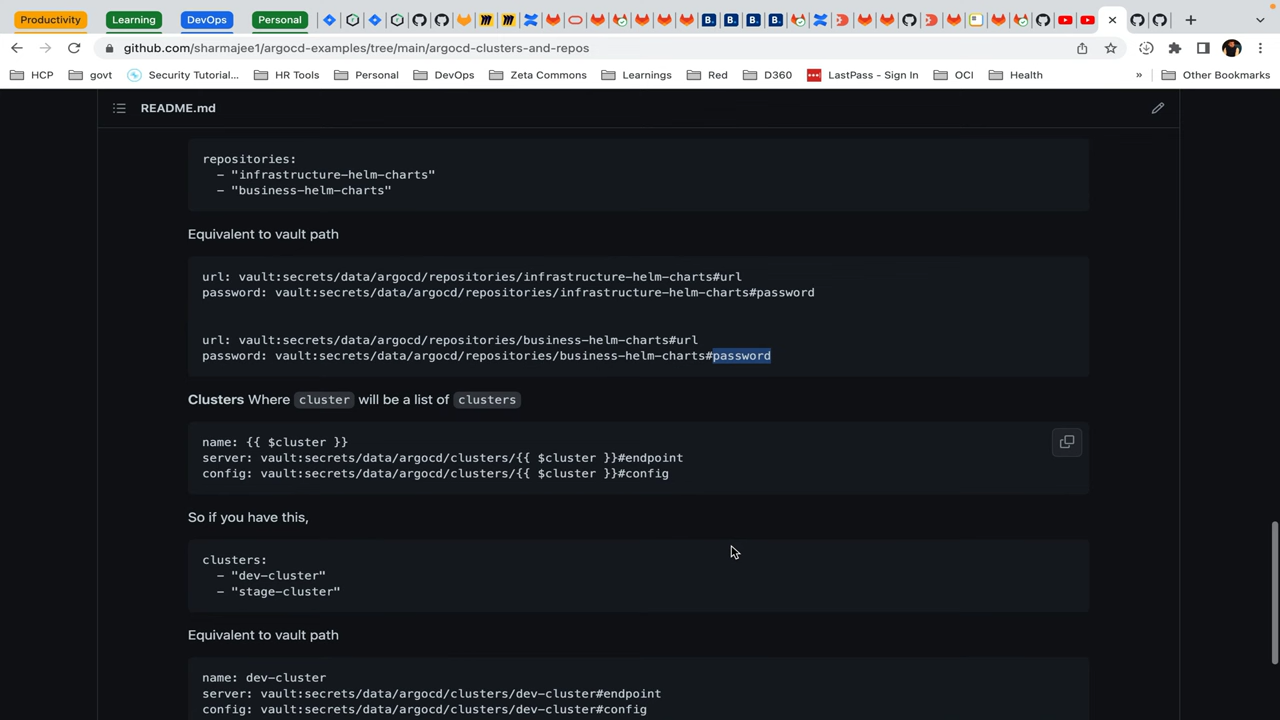 Productivity
Learning
DevOps
Personal
github.com/sharmajee1/argocd-examples/tree/main/argocd-clusters-and-repos
HCP
govt
Security Tutorial...
HR Tools
Personal
DevOps
Zeta Commons
Learnings
Red
D360
LastPass – Sign In
OCI
Health
»
Other Bookmarks
README.md
repositories:
- "infrastructure-helm-charts"
- "business-helm-charts"
Equivalent to vault path
url: vault:secrets/data/argocd/repositories/infrastructure-helm-charts#url
password: vault:secrets/data/argocd/repositories/infrastructure-helm-charts#password
url: vault:secrets/data/argocd/repositories/business-helm-charts#url
password: vault:secrets/data/argocd/repositories/business-helm-charts#password
Clusters Where cluster will be a list of clusters
name: {{ $cluster }}
server: vault:secrets/data/argocd/clusters/{{ $cluster }}#endpoint
config: vault:secrets/data/argocd/clusters/{{ $cluster }}#config
So if you have this,
clusters:
- "dev-cluster"
- "stage-cluster"
Equivalent to vault path
name: dev-cluster
server: vault:secrets/data/argocd/clusters/dev-cluster#endpoint
config: vault:secrets/data/argocd/clusters/dev-cluster#config